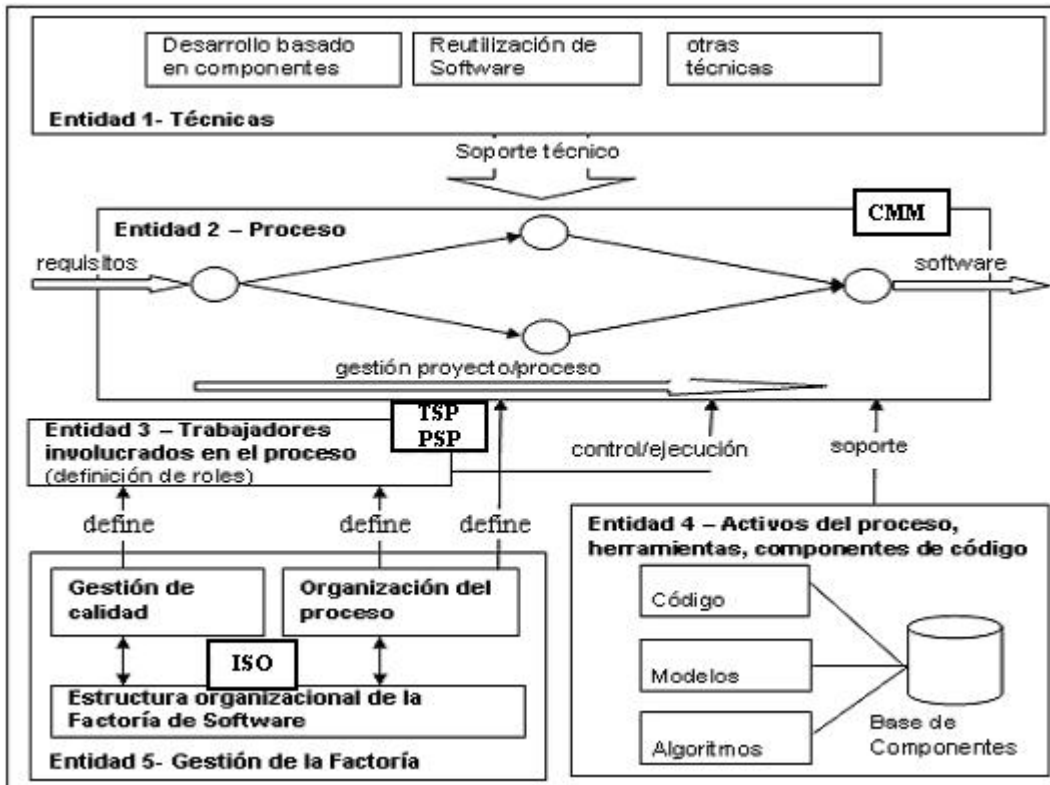 Desarrollo basado
en componentes
Reutilización de
Software
otras
técnicas
Entidad 1- Técnicas
Soporte técnico
CMM
Entidad 2 – Proceso
requisitos
software
gestión proyecto/proceso
TSP
PSP
Entidad 3 – Trabajadores
involucrados en el proceso
(definición de roles)
control/ejecución
soporte
define
define
define
Entidad 4 – Activos del proceso,
herramientas, componentes de código
Código
Modelos
Algoritmos
Base de
Componentes
Gestión de
calidad
Organización del
proceso
ISO
Estructura organizacional de la
Factoría de Software
Entidad 5- Gestión de la Factoría